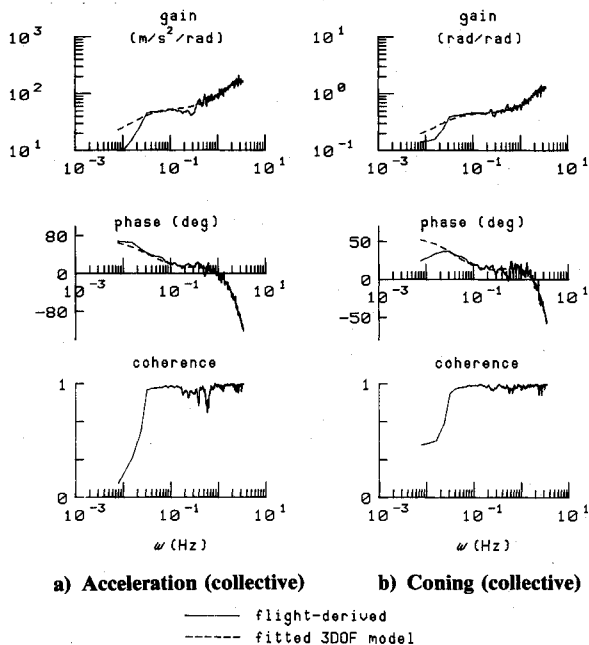 gain
(m/s²/rad)
10³
10²
10¹
10⁻³ 10⁻¹ 10¹
phase (deg)
80
0
-80
10⁻³ 10⁻¹ 10¹
coherence
1
0
10⁻³ 10⁻¹ 10¹
ω (Hz)
a) Acceleration (collective)
gain
(rad/rad)
10¹
10⁰
10⁻¹
10⁻³ 10⁻¹ 10¹
phase (deg)
50
0
-50
10⁻³ 10⁻¹ 10¹
coherence
1
0
10⁻³ 10⁻¹ 10¹
ω (Hz)
b) Coning (collective)
flight-derived
fitted 3DOF model